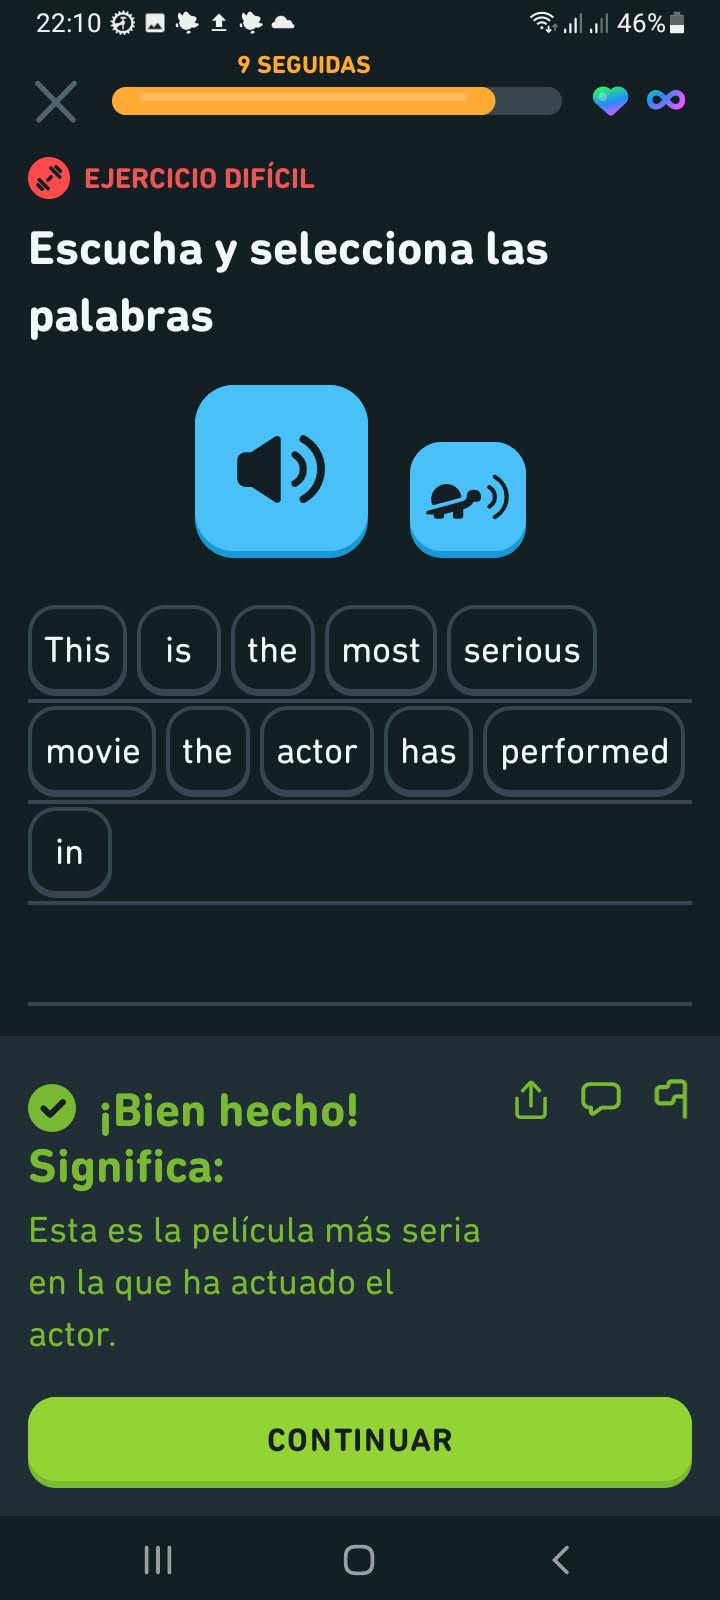 22:10 46%
9 SEGUIDAS
EJERCICIO DIFÍCIL
Escucha y selecciona las
palabras
This is the most serious
movie the actor has performed
in
¡Bien hecho!
Significa:
Esta es la película más seria
en la que ha actuado el
actor.
CONTINUAR